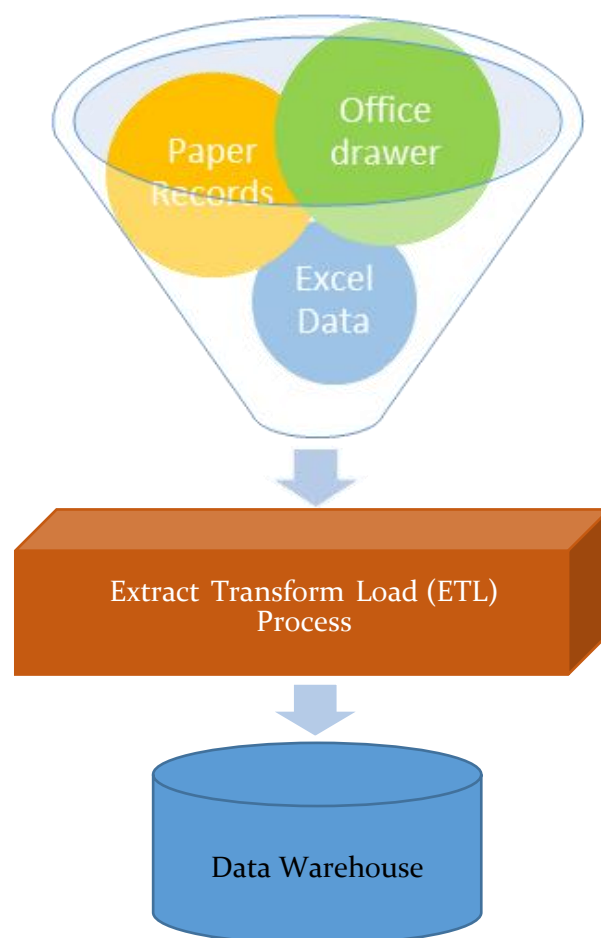 Office
drawer
Paper
Records
Excel
Data
Extract Transform Load (ETL)
Process
Data Warehouse